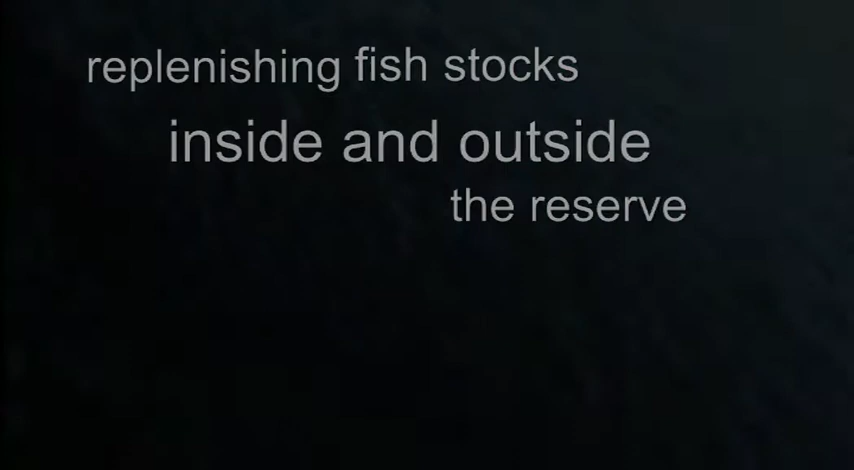 replenishing fish stocks
inside and outside
the reserve